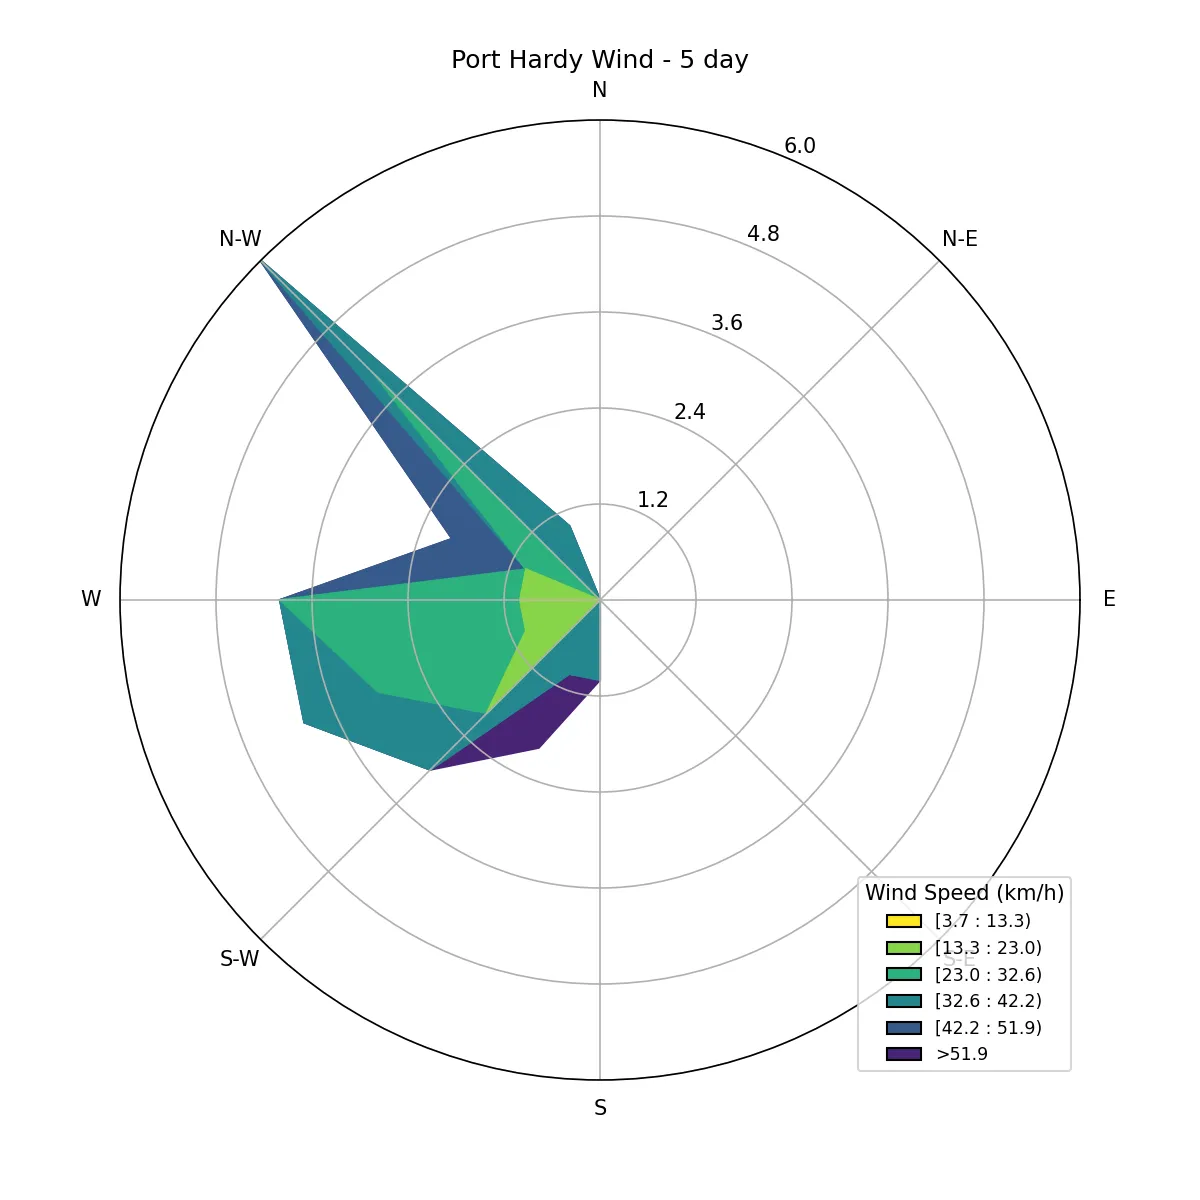 Port Hardy Wind - 5 day
N
6.0
N-W
N-E
4.8
3.6
2.4
1.2
W
E
S-W
S-E
S
Wind Speed (km/h)
[3.7 : 13.3)
[13.3 : 23.0)
[23.0 : 32.6)
[32.6 : 42.2)
[42.2 : 51.9)
>51.9